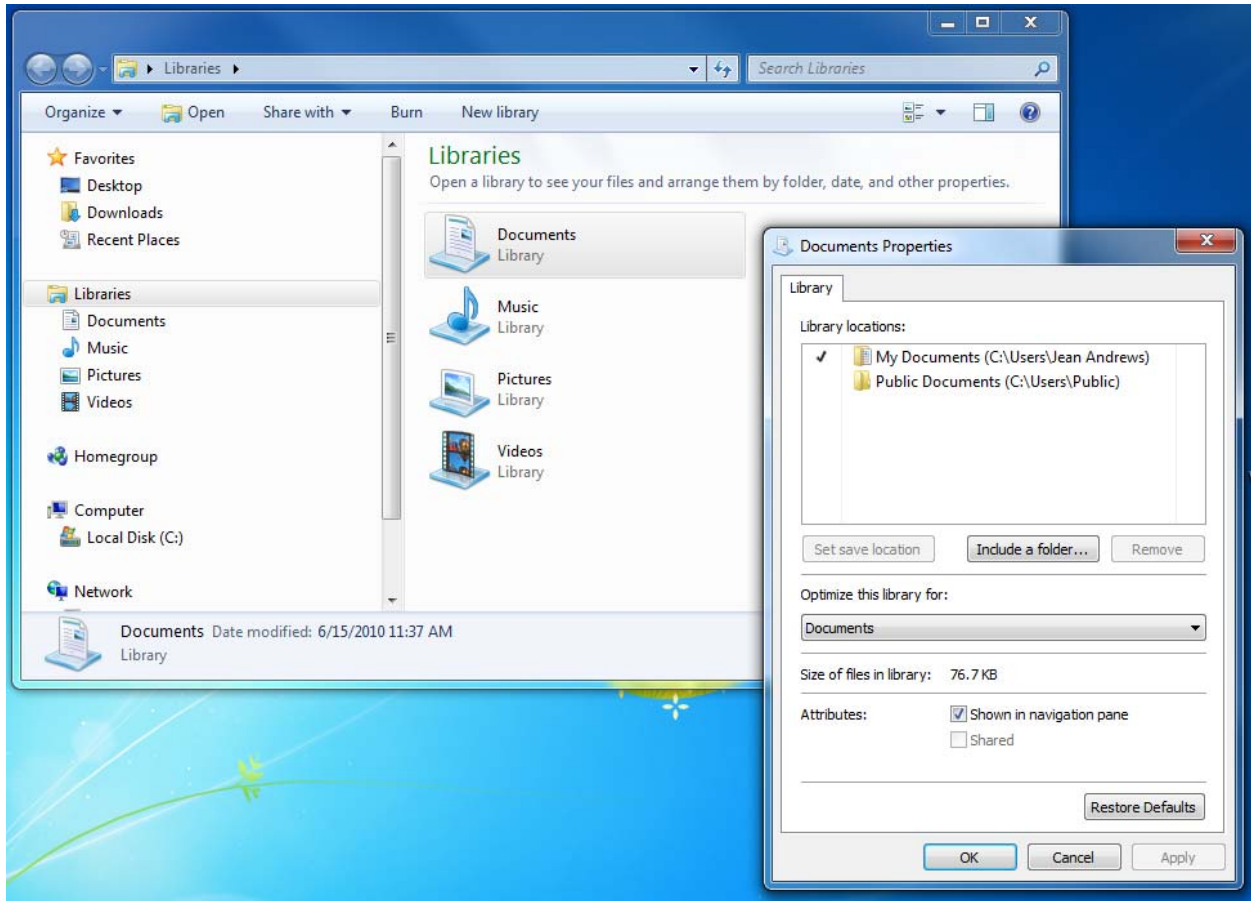 Libraries
Search Libraries
Organize Open Share with Burn New library
Favorites
Desktop
Downloads
Recent Places
Libraries
Documents
Music
Pictures
Videos
Homegroup
Computer
Local Disk (C:)
Network
Libraries
Open a library to see your files and arrange them by folder, date, and other properties.
Documents
Library
Music
Library
Pictures
Library
Videos
Library
Documents Date modified: 6/15/2010 11:37 AM
Library
Documents Properties
Library
Library locations:
My Documents (C:\Users\Jean Andrews)
Public Documents (C:\Users\Public)
Set save location Include a folder... Remove
Optimize this library for:
Documents
Size of files in library: 76.7 KB
Attributes: Shown in navigation pane
Shared
Restore Defaults
OK Cancel Apply